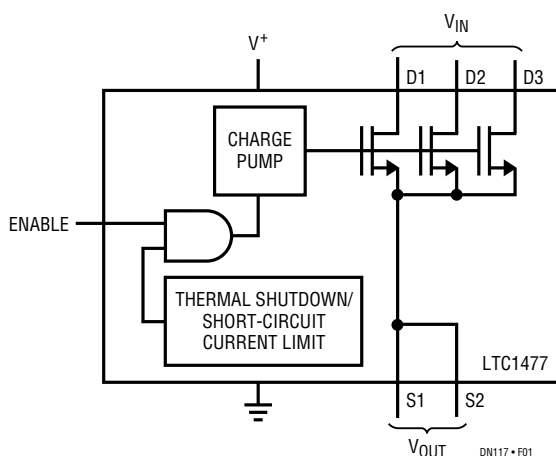 V+
VIN
D1 D2 D3
CHARGE
PUMP
ENABLE
THERMAL SHUTDOWN/
SHORT-CIRCUIT
CURRENT LIMIT
LTC1477
S1 S2
VOUT
DN117 • F01